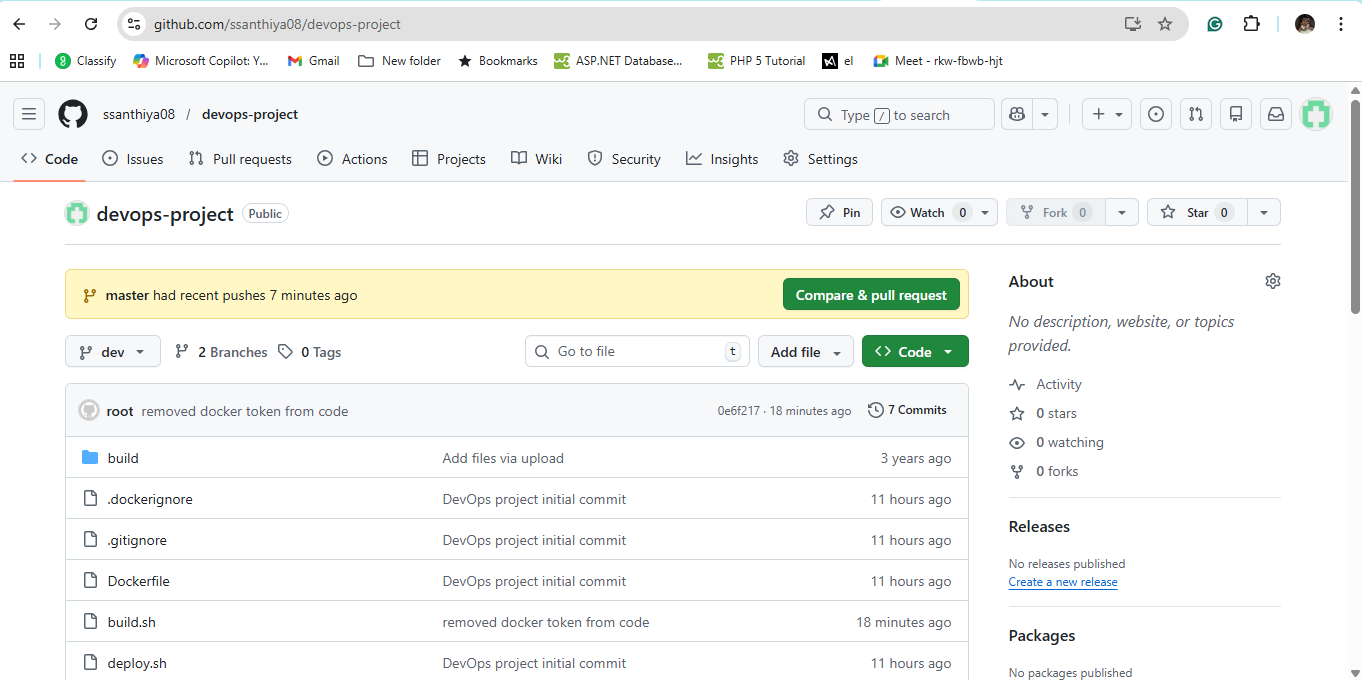 github.com/ssanthiya08/devops-project
Classify Microsoft Copilot: Y... Gmail New folder Bookmarks ASP.NET Database... PHP 5 Tutorial el Meet - rkw-fbwb-hjt
ssanthiya08 / devops-project Type / to search
Code Issues Pull requests Actions Projects Wiki Security Insights Settings
devops-project Public Pin Watch 0 Fork 0 Star 0
master had recent pushes 7 minutes ago Compare & pull request
dev 2 Branches 0 Tags Go to file t Add file Code
root removed docker token from code 0e6f217 · 18 minutes ago 7 Commits
build Add files via upload 3 years ago
.dockerignore DevOps project initial commit 11 hours ago
.gitignore DevOps project initial commit 11 hours ago
Dockerfile DevOps project initial commit 11 hours ago
build.sh removed docker token from code 18 minutes ago
deploy.sh DevOps project initial commit 11 hours ago
About
No description, website, or topics
provided.
Activity
0 stars
0 watching
0 forks
Releases
No releases published
Create a new release
Packages
No packages published